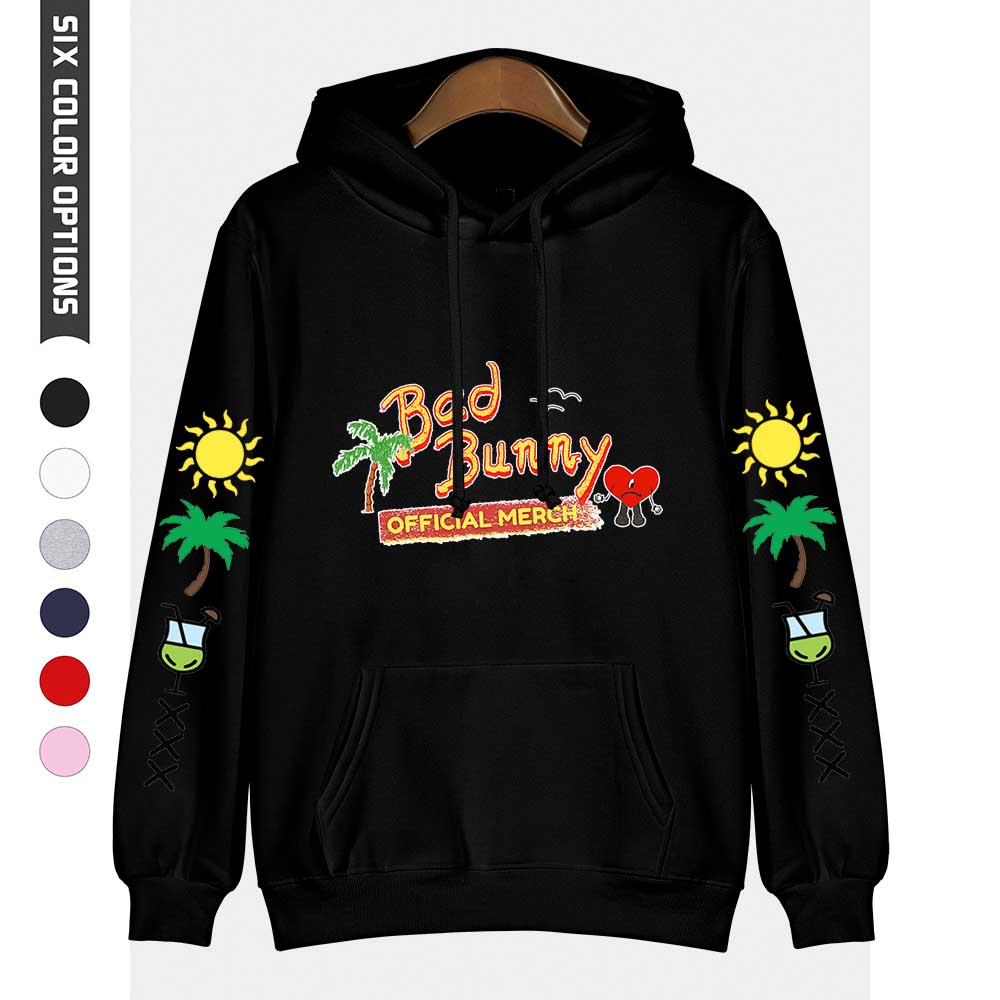 SIX COLOR OPTIONS
Bad
Bunny
OFFICIAL MERCH
XXX
XXX